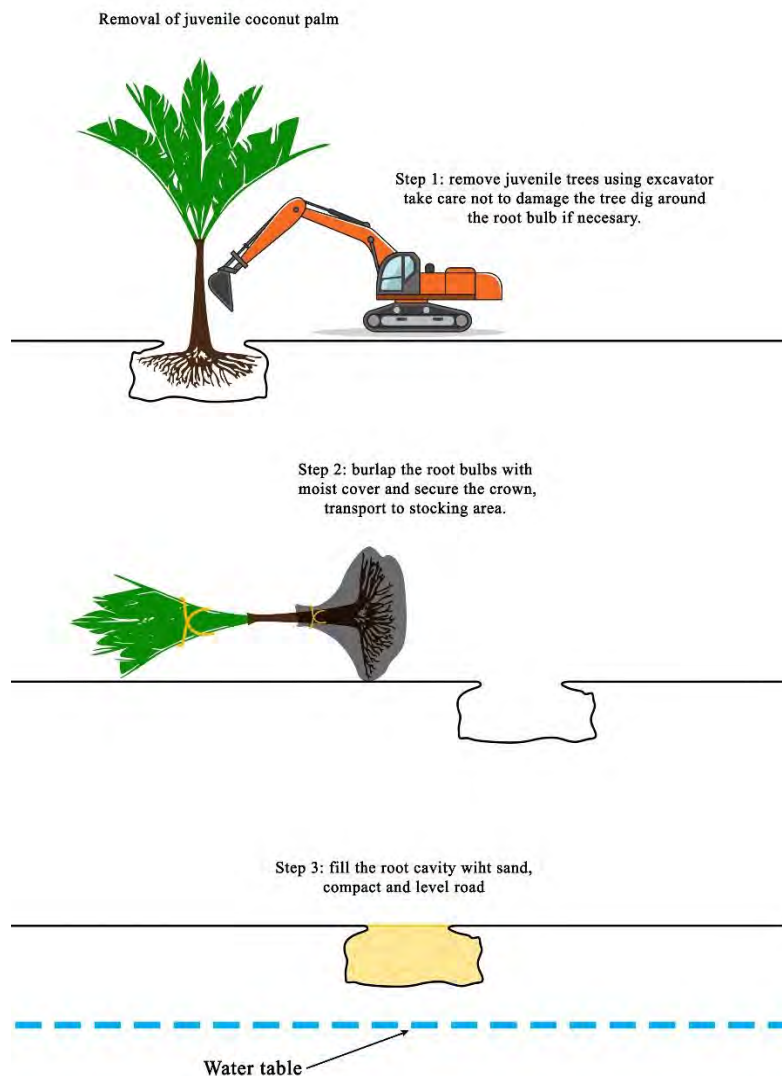 Removal of juvenile coconut palm
Step 1: remove juvenile trees using excavator
take care not to damage the tree dig around
the root bulb if necesary.
Step 2: burlap the root bulbs with
moist cover and secure the crown,
transport to stocking area.
Step 3: fill the root cavity wiht sand,
compact and level road
Water table